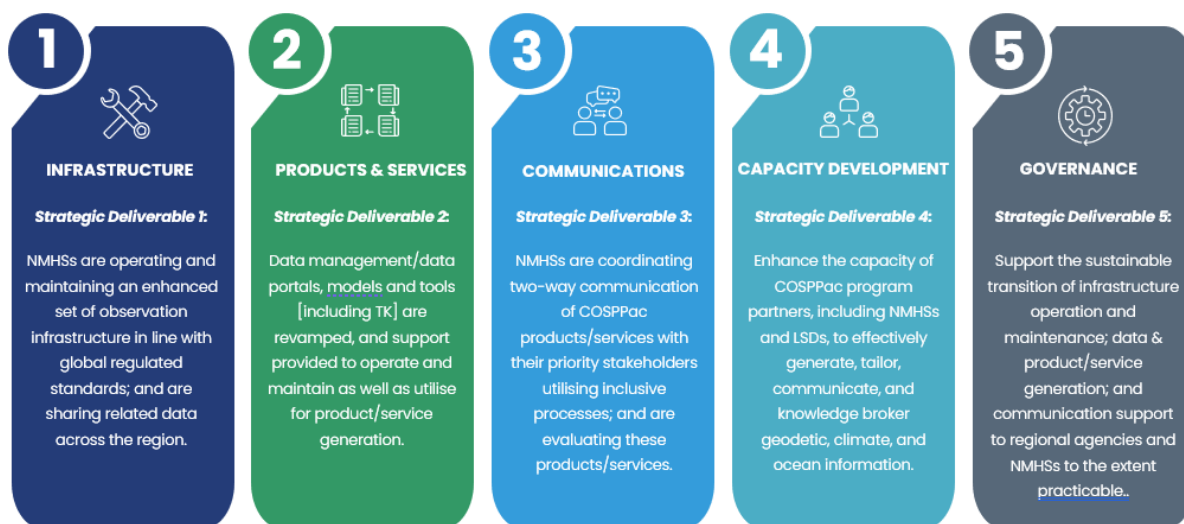 1
INFRASTRUCTURE
Strategic Deliverable 1:
NMHSs are operating and
maintaining an enhanced
set of observation
infrastructure in line with
global regulated
standards; and are
sharing related data
across the region.
2
PRODUCTS & SERVICES
Strategic Deliverable 2:
Data management/data
portals, models and tools
[including TK] are
revamped, and support
provided to operate and
maintain as well as utilise
for product/service
generation.
3
COMMUNICATIONS
Strategic Deliverable 3:
NMHSs are coordinating
two-way communication
of COSPPac
products/services with
their priority stakeholders
utilising inclusive
processes; and are
evaluating these
products/services.
4
CAPACITY DEVELOPMENT
Strategic Deliverable 4:
Enhance the capacity of
COSPPac program
partners, including NMHSs
and LSDs, to effectively
generate, tailor,
communicate, and
knowledge broker
geodetic, climate, and
ocean information.
5
GOVERNANCE
Strategic Deliverable 5:
Support the sustainable
transition of infrastructure
operation and
maintenance; data &
product/service
generation; and
communication support
to regional agencies and
NMHSs to the extent
practicable..